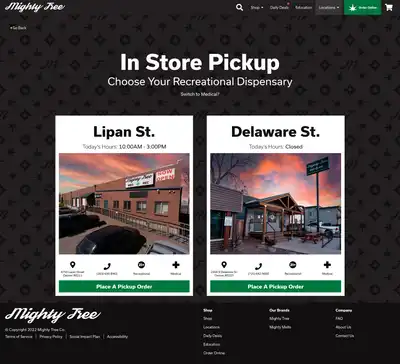 Mighty Tree
Shop
Daily Deals
Education
Locations
Order Online
Go Back
In Store Pickup
Choose Your Recreational Dispensary
Switch to Medical?
Lipan St.
Today's Hours: 10:00AM - 3:00PM
Mighty Tree
Recreational
Medical
Place A Pickup Order
Delaware St.
Today's Hours: Closed
Recreational
Medical
Place A Pickup Order
Mighty Tree
© Copyright 2022 Mighty Tree Co.
Terms of Service | Privacy Policy | Social Impact Plan | Accessibility
Shop
Shop
Locations
Daily Deals
Education
Order Online
Our Brands
Mighty Tree
Mighty Melts
Company
FAQ
About Us
Contact Us